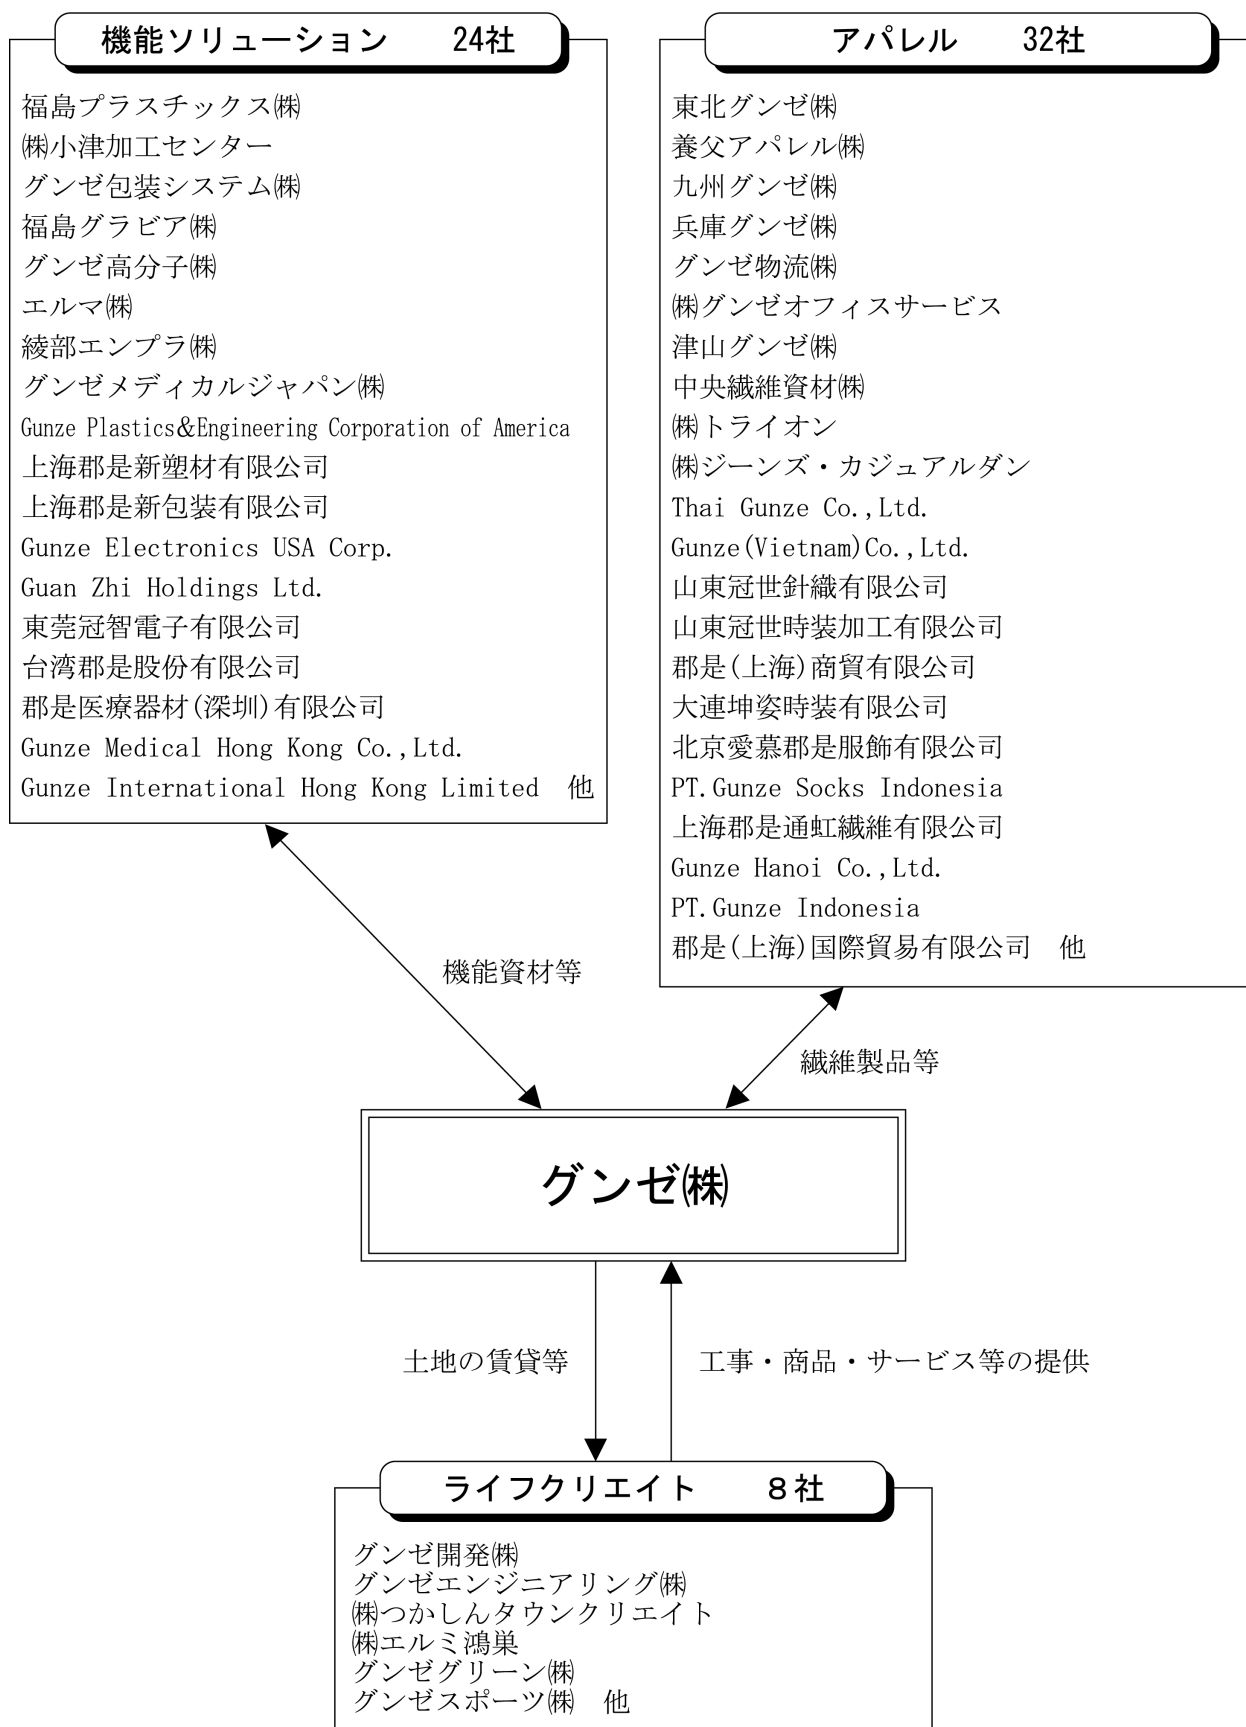 機能ソリューション　24社
福島プラスチックス㈱
㈱小津加工センター
グンゼ包装システム㈱
福島グラビア㈱
グンゼ高分子㈱
エルマ㈱
綾部エンプラ㈱
グンゼメディカルジャパン㈱
Gunze Plastics&Engineering Corporation of America
上海郡是新塑材有限公司
上海郡是新包装有限公司
Gunze Electronics USA Corp.
Guan Zhi Holdings Ltd.
東莞冠智電子有限公司
台湾郡是股份有限公司
郡是医療器材(深圳)有限公司
Gunze Medical Hong Kong Co.,Ltd.
Gunze International Hong Kong Limited　他
アパレル　32社
東北グンゼ㈱
養父アパレル㈱
九州グンゼ㈱
兵庫グンゼ㈱
グンゼ物流㈱
㈱グンゼオフィスサービス
津山グンゼ㈱
中央繊維資材㈱
㈱トライオン
㈱ジーンズ・カジュアルダン
Thai Gunze Co.,Ltd.
Gunze(Vietnam)Co.,Ltd.
山東冠世針織有限公司
山東冠世時装加工有限公司
郡是(上海)商貿有限公司
大連坤姿時装有限公司
北京愛慕郡是服飾有限公司
PT.Gunze Socks Indonesia
上海郡是通虹繊維有限公司
Gunze Hanoi Co.,Ltd.
PT.Gunze Indonesia
郡是(上海)国際貿易有限公司　他
機能資材等
繊維製品等
グンゼ㈱
土地の賃貸等
工事・商品・サービス等の提供
ライフクリエイト　８社
グンゼ開発㈱
グンゼエンジニアリング㈱
㈱つかしんタウンクリエイト
㈱エルミ鴻巣
グンゼグリーン㈱
グンゼスポーツ㈱　他